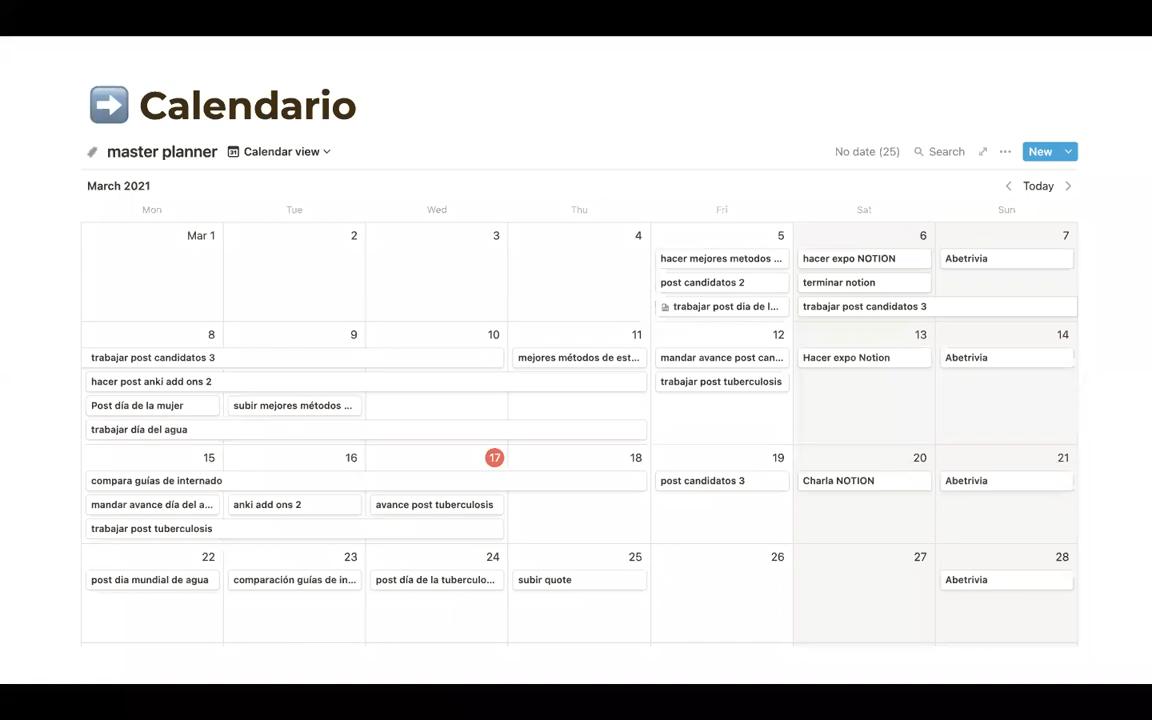 Calendario
master planner Calendar view No date (25) Search ... New
March 2021 Today
Mon Tue Wed Thu Fri Sat Sun
Mar 1 2 3 4 5 6 7
hacer mejores metodos ... hacer expo NOTION Abetrivia
post candidatos 2 terminar notion
trabajar post dia de l... trabajar post candidatos 3
8 9 10 11 12 13 14
trabajar post candidatos 3 mejores métodos de est... mandar avance post can... Hacer expo Notion Abetrivia
hacer post anki add ons 2 trabajar post tuberculosis
Post día de la mujer subir mejores métodos ...
trabajar día del agua
15 16 17 18 19 20 21
compara guías de internado post candidatos 3 Charla NOTION Abetrivia
mandar avance día del a... anki add ons 2 avance post tuberculosis
trabajar post tuberculosis
22 23 24 25 26 27 28
post dia mundial de agua comparación guías de in... post día de la tuberculo... subir quote Abetrivia